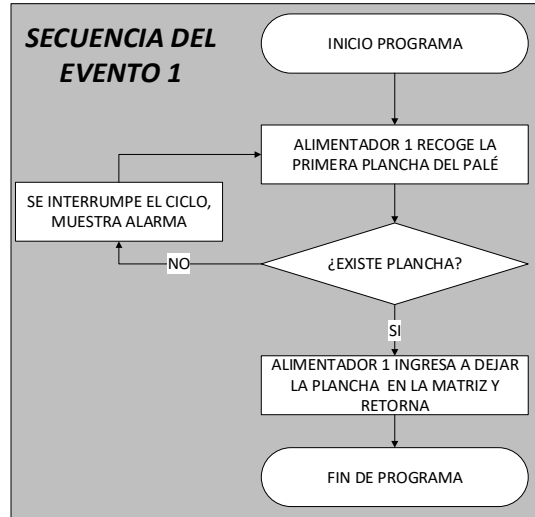 SECUENCIA DEL
EVENTO 1
INICIO PROGRAMA
ALIMENTADOR 1 RECOGE LA
PRIMERA PLANCHA DEL PALÉ
SE INTERRUMPE EL CICLO,
MUESTRA ALARMA
¿EXISTE PLANCHA?
NO
SI
ALIMENTADOR 1 INGRESA A DEJAR
LA PLANCHA EN LA MATRIZ Y
RETORNA
FIN DE PROGRAMA